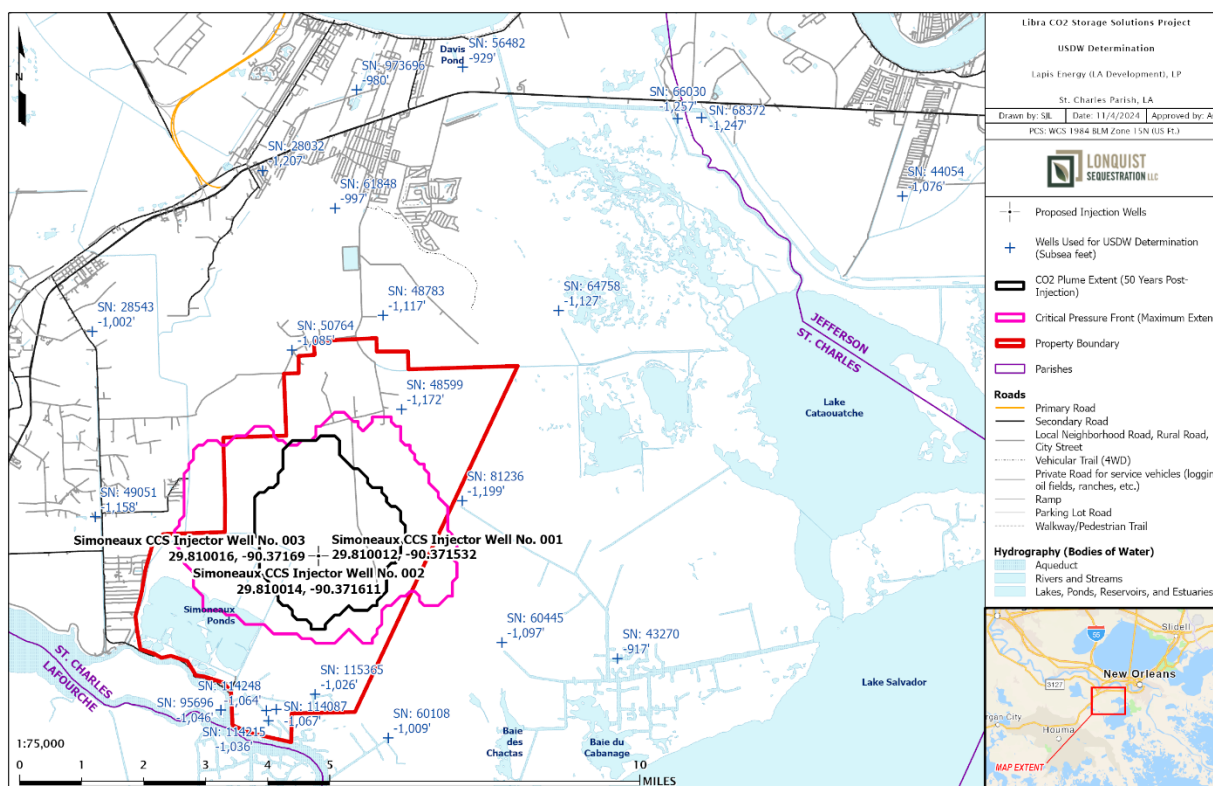 Libra CO2 Storage Solutions Project
USDW Determination
Lapis Energy (LA Development), LP
St. Charles Parish, LA
Drawn by: SJL
Date: 11/4/2024
Approved by: A
PCS: WGS 1984 BLM Zone 15N (US Ft.)
LONQUIST
SEQUESTRATION LLC
Proposed Injection Wells
Wells Used for USDW Determination
(Subsea feet)
CO2 Plume Extent (50 Years Post-
Injection)
Critical Pressure Front (Maximum Exten
Property Boundary
Parishes
Roads
Primary Road
Secondary Road
Local Neighborhood Road, Rural Road,
City Street
Vehicular Trail (4WD)
Private Road for service vehicles (loggin
oil fields, ranches, etc.)
Ramp
Parking Lot Road
Walkway/Pedestrian Trail
Hydrography (Bodies of Water)
Aqueduct
Rivers and Streams
Lakes, Ponds, Reservoirs, and Estuaries
Slidell
55
New Orleans
3127
rgan City
Houma
MAP EXTENT
N
Davis
Pond
SN: 56482
-929'
SN: 973696
-980'
SN: 66030
-1,257'
SN: 68372
-1,247'
SN: 28032
-1,207'
SN: 61848
-997'
SN: 44054
-1,076'
SN: 28543
-1,002'
SN: 48783
-1,117'
SN: 64758
-1,127'
SN: 50764
-1,085'
JEFFERSON
ST. CHARLES
SN: 48599
-1,172'
Lake
Cataouatche
SN: 81236
-1,199'
SN: 49051
-1,158'
Simoneaux CCS Injector Well No. 003
29.810016, -90.37169
Simoneaux CCS Injector Well No. 001
29.810012, -90.371532
Simoneaux CCS Injector Well No. 002
29.810014, -90.371611
Simoneaux
Ponds
SN: 60445
-1,097'
SN: 43270
-917'
ST. CHARLES
LAFOURCHE
SN: 115365
-1,026'
SN: 114248
-1,064'
SN: 95696
-1,046
SN: 114087
-1,067'
SN: 114215
-1,036'
SN: 60108
-1,009'
Lake Salvador
Baie
des
Chactas
Baie du
Cabanage
1:75,000
0 1 2 3 4 5 10
MILES